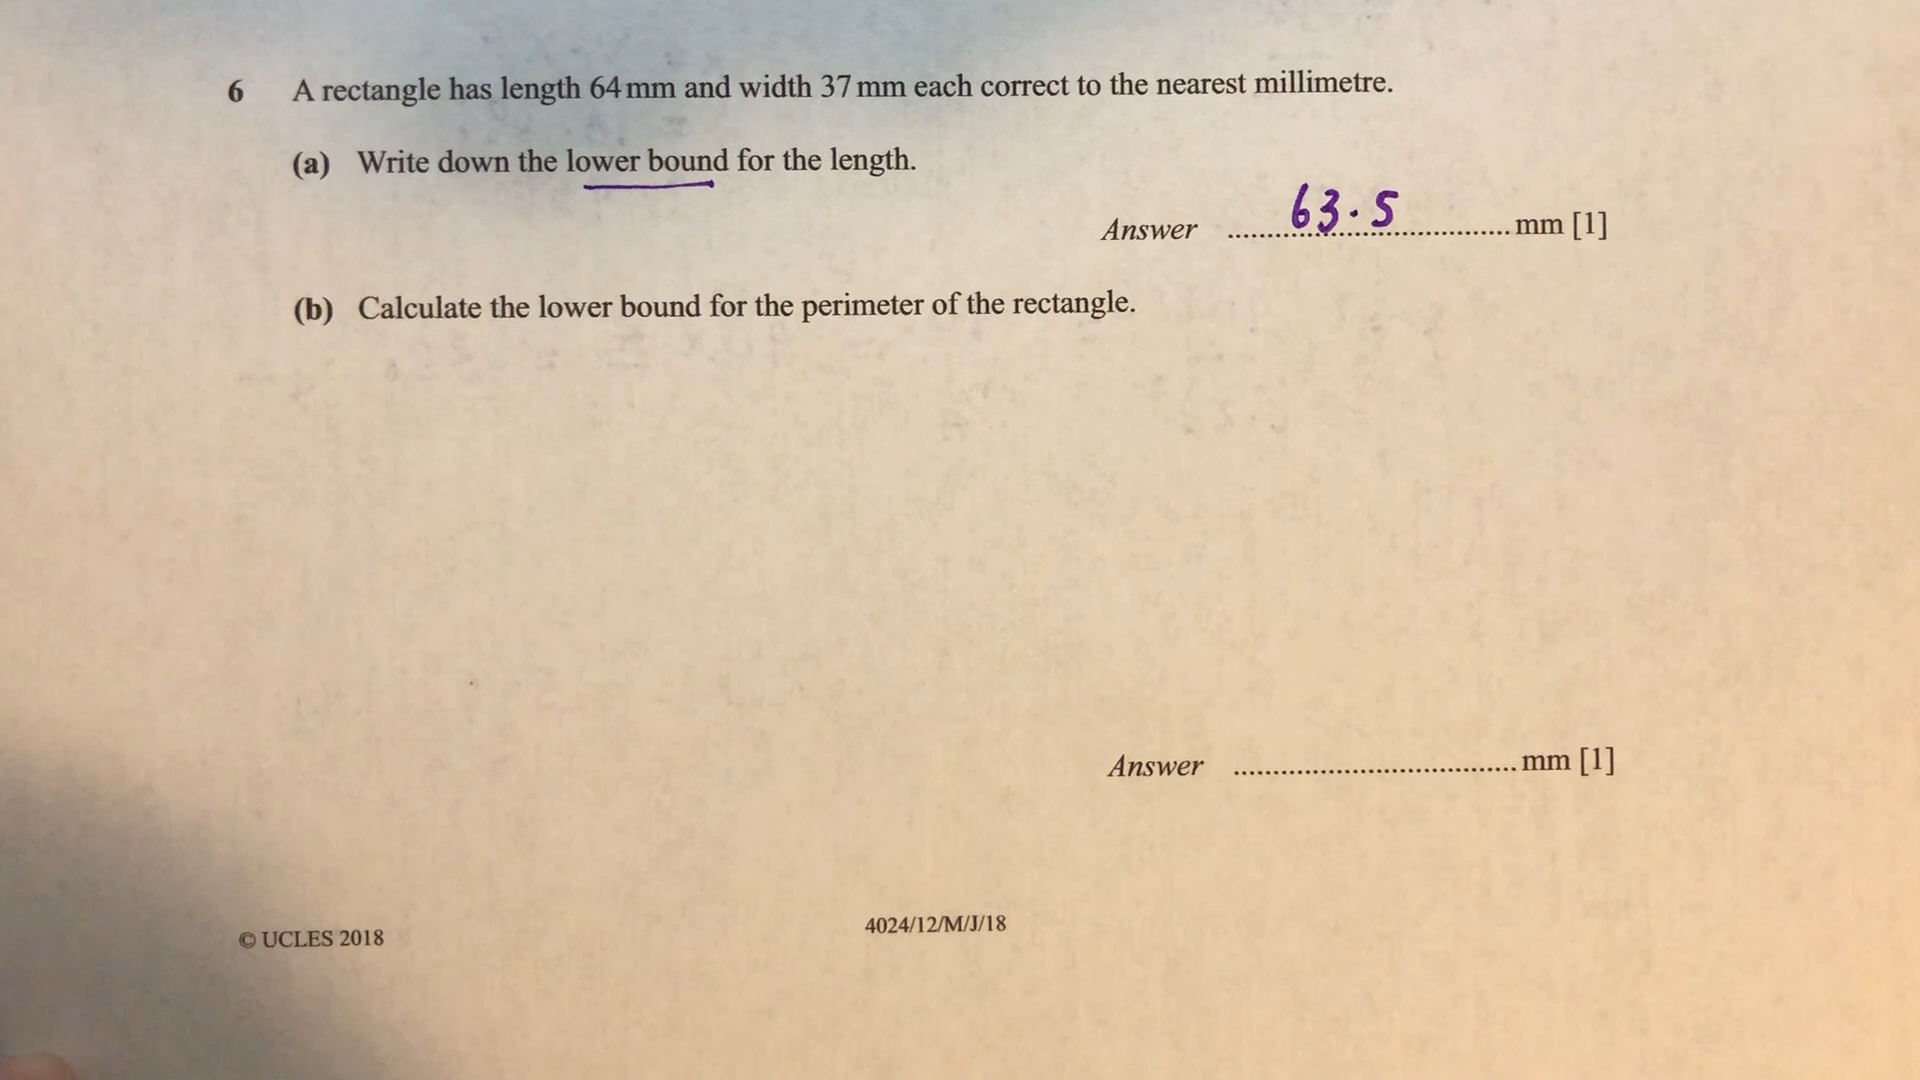 6 A rectangle has length 64 mm and width 37 mm each correct to the nearest millimetre.
(a) Write down the lower bound for the length.
Answer ...................63.5................... mm [1]
(b) Calculate the lower bound for the perimeter of the rectangle.
Answer ...................................... mm [1]
© UCLES 2018
4024/12/M/J/18